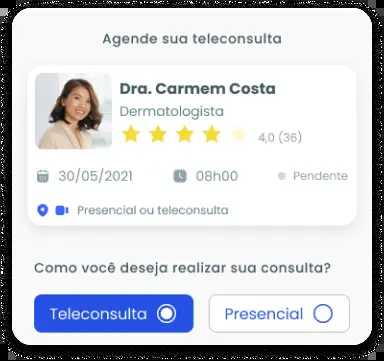 Agende sua teleconsulta
Dra. Carmem Costa
Dermatologista
4,0 (36)
30/05/2021 08h00 Pendente
Presencial ou teleconsulta
Como você deseja realizar sua consulta?
Teleconsulta Presencial